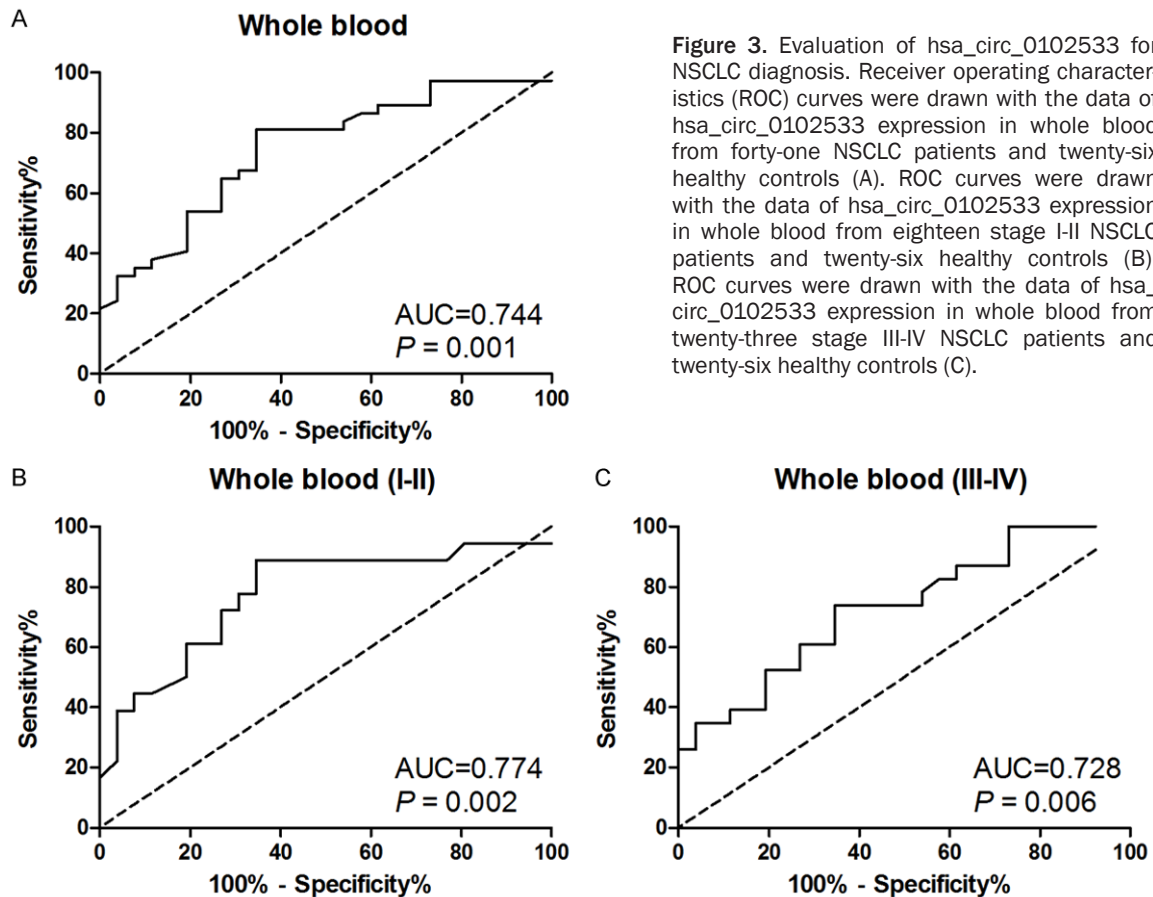 A
Whole blood
100
80
60
40
20
0
Sensitivity%
0 20 40 60 80 100
100% - Specificity%
AUC=0.744
P = 0.001
Figure 3. Evaluation of hsa_circ_0102533 for
NSCLC diagnosis. Receiver operating character-
istics (ROC) curves were drawn with the data of
hsa_circ_0102533 expression in whole blood
from forty-one NSCLC patients and twenty-six
healthy controls (A). ROC curves were drawn
with the data of hsa_circ_0102533 expression
in whole blood from eighteen stage I-II NSCLC
patients and twenty-six healthy controls (B)
ROC curves were drawn with the data of hsa_
circ_0102533 expression in whole blood from
twenty-three stage III-IV NSCLC patients and
twenty-six healthy controls (C).
B
Whole blood (I-II)
100
80
60
40
20
0
Sensitivity%
0 20 40 60 80 100
100% - Specificity%
AUC=0.774
P = 0.002
C
Whole blood (III-IV)
100
80
60
40
20
0
Sensitivity%
0 20 40 60 80 100
100% - Specificity%
AUC=0.728
P = 0.006